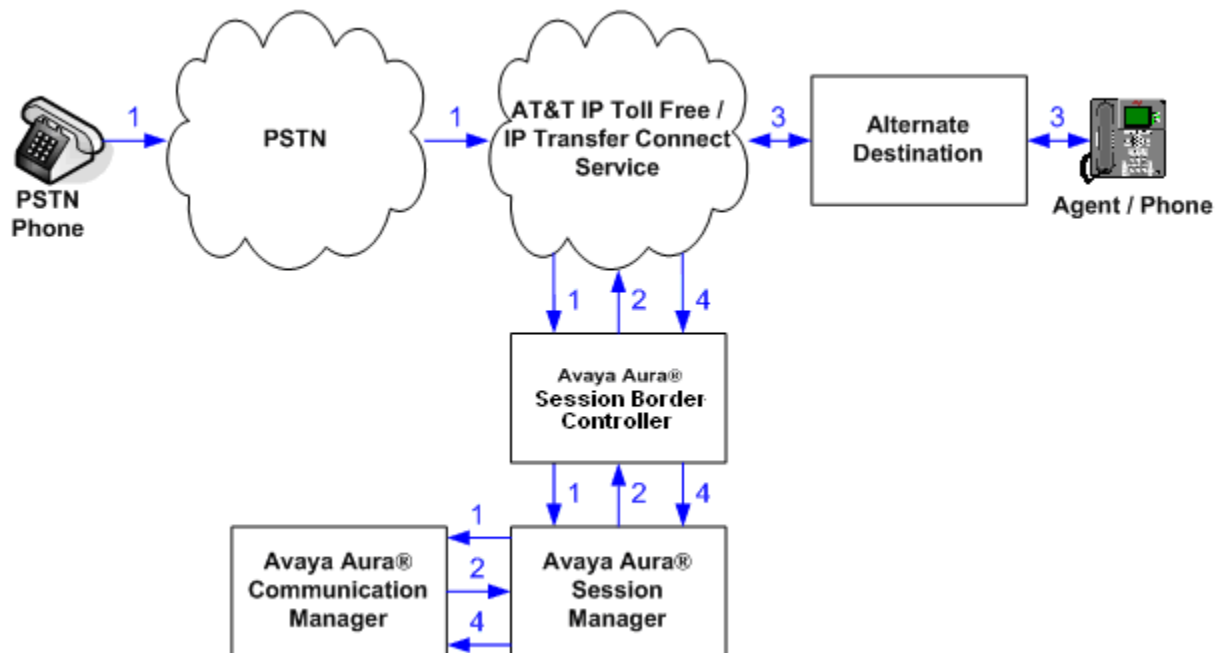 1
PSTN
1
AT&T IP Toll Free /
IP Transfer Connect
Service
3
Alternate
Destination
3
PSTN
Phone
Agent / Phone
1
2
4
Avaya Aura®
Session Border
Controller
1
2
4
1
2
4
Avaya Aura®
Communication
Manager
Avaya Aura®
Session
Manager